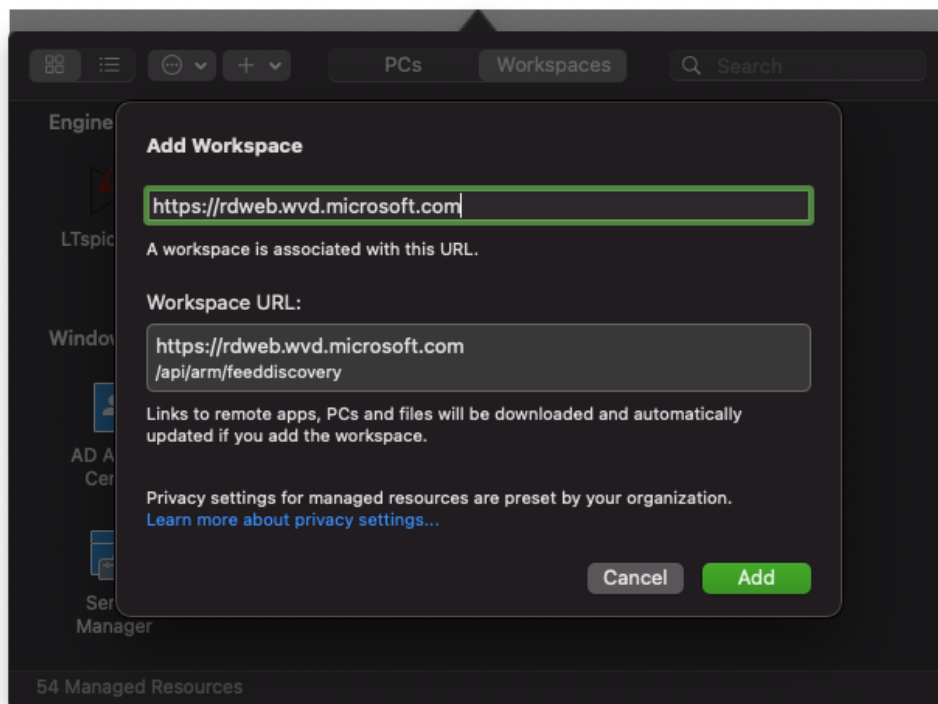 PCs
Workspaces
Search
Engine
Add Workspace
https://rdweb.wvd.microsoft.com
A workspace is associated with this URL.
LTspic
Workspace URL:
https://rdweb.wvd.microsoft.com
/api/arm/feeddiscovery
Window
Links to remote apps, PCs and files will be downloaded and automatically
updated if you add the workspace.
AD A
Cer
Privacy settings for managed resources are preset by your organization.
Learn more about privacy settings...
Cancel
Add
Ser
Manager
54 Managed Resources